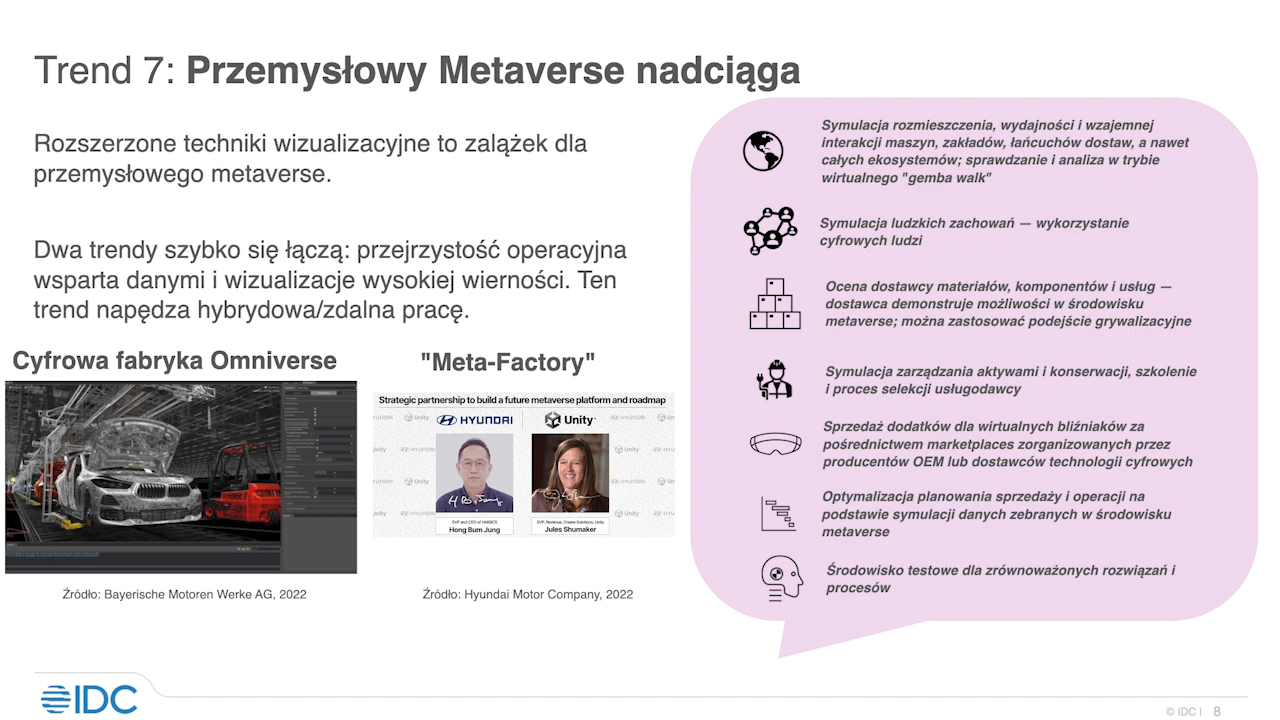 Trend 7: Przemysłowy Metaverse nadciąga
Rozszerzone techniki wizualizacyjne to zalążek dla
przemysłowego metaverse.
Dwa trendy szybko się łączą: przejrzystość operacyjna
wsparta danymi i wizualizacje wysokiej wierności. Ten
trend napędza hybrydowa/zdalna pracę.
Cyfrowa fabryka Omniverse
Źródło: Bayerische Motoren Werke AG, 2022
"Meta-Factory"
Strategic partnership to build a future metaverse platform and roadmap
HYUNDAI
Unity
SVP and CEO of HMGICS
Hong Bum Jung
SVP, Revenue, Create Solutions, Unity
Jules Shumaker
Źródło: Hyundai Motor Company, 2022
Symulacja rozmieszczenia, wydajności i wzajemnej
interakcji maszyn, zakładów, łańcuchów dostaw, a nawet
całych ekosystemów; sprawdzanie i analiza w trybie
wirtualnego "gemba walk"
Symulacja ludzkich zachowań — wykorzystanie
cyfrowych ludzi
Ocena dostawcy materiałów, komponentów i usług —
dostawca demonstruje możliwości w środowisku
metaverse; można zastosować podejście grywalizacyjne
Symulacja zarządzania aktywami i konserwacji, szkolenie
i proces selekcji usługodawcy
Sprzedaż dodatków dla wirtualnych bliźniaków za
pośrednictwem marketplaces zorganizowanych przez
producentów OEM lub dostawców technologii cyfrowych
Optymalizacja planowania sprzedaży i operacji na
podstawie symulacji danych zebranych w środowisku
metaverse
Środowisko testowe dla zrównoważonych rozwiązań i
procesów
IDC
© IDC | 8